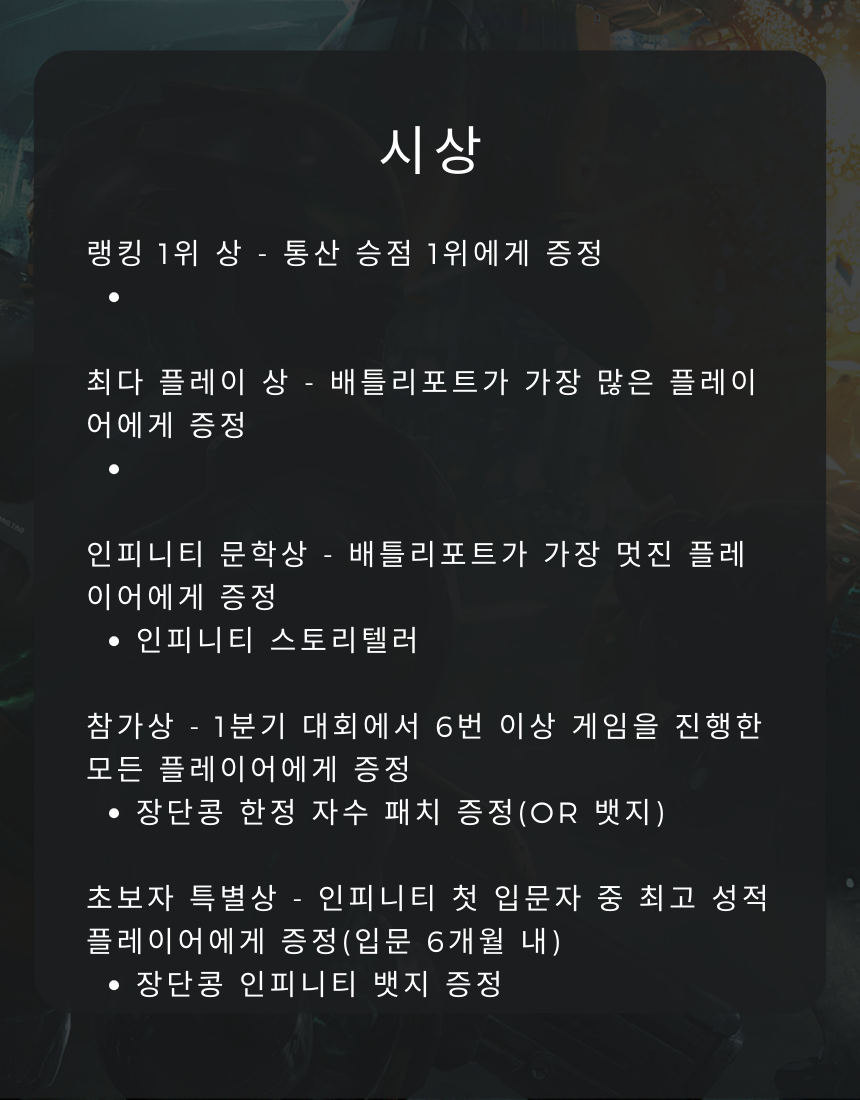 시상
랭킹 1위 상 - 통산 승점 1위에게 증정
•
최다 플레이 상 - 배틀리포트가 가장 많은 플레이
어에게 증정
•
인피니티 문학상 - 배틀리포트가 가장 멋진 플레
이어에게 증정
• 인피니티 스토리텔러
참가상 - 1분기 대회에서 6번 이상 게임을 진행한
모든 플레이어에게 증정
• 장단콩 한정 자수 패치 증정(OR 뱃지)
초보자 특별상 - 인피니티 첫 입문자 중 최고 성적
플레이어에게 증정(입문 6개월 내)
• 장단콩 인피니티 뱃지 증정